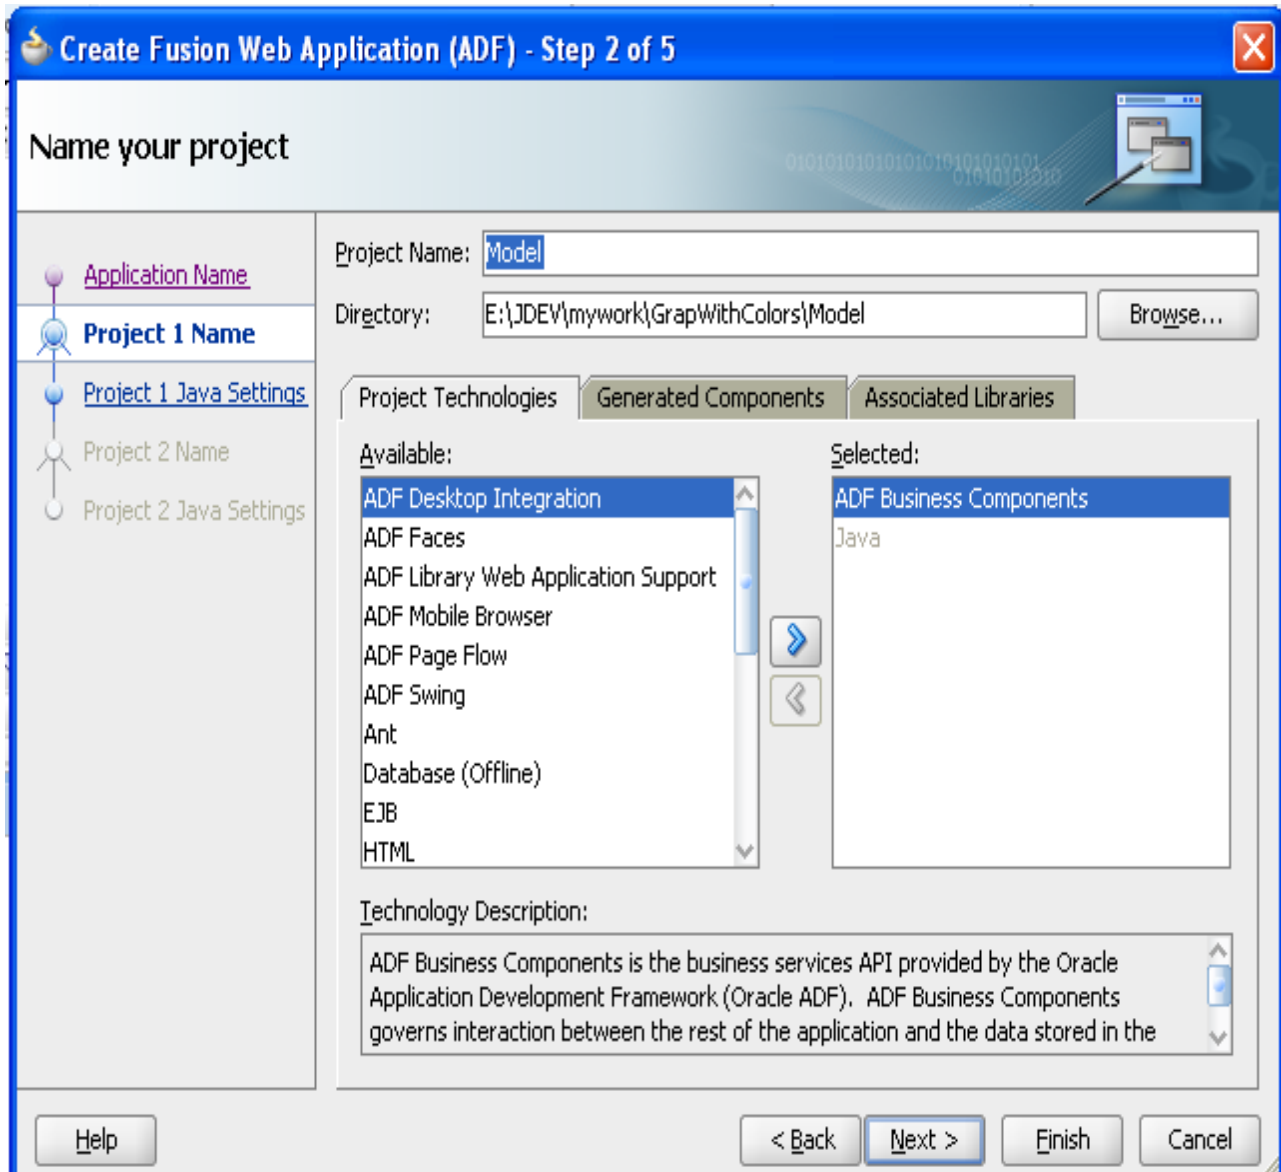 Create Fusion Web Application (ADF) - Step 2 of 5
Name your project
0101010101010101010101010101
01010101010
Application Name
Project 1 Name
Project 1 Java Settings
Project 2 Name
Project 2 Java Settings
Project Name: Model
Directory: E:\JDEV\mywork\GrapWithColors\Model Browse...
Project Technologies Generated Components Associated Libraries
Available:
ADF Desktop Integration
ADF Faces
ADF Library Web Application Support
ADF Mobile Browser
ADF Page Flow
ADF Swing
Ant
Database (Offline)
EJB
HTML
Selected:
ADF Business Components
Java
Technology Description:
ADF Business Components is the business services API provided by the Oracle
Application Development Framework (Oracle ADF).  ADF Business Components
governs interaction between the rest of the application and the data stored in the
Help < Back Next > Finish Cancel